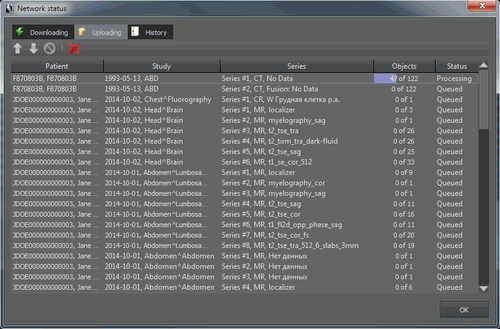 Network status
Downloading Uploading History
Patient Study Series Objects Status
F870803B, F870803B 1993-05-13, ABD Series #1, CT, No Data 47 of 122 Processing
F870803B, F870803B 1993-05-13, ABD Series #2, CT, Fusion: No Data 0 of 122 Queued
JDOE000000000003, Jane ... 2014-10-02, Chest^Fluorography Series #1, CR, W Грудная клетка p.a. 0 of 1 Queued
JDOE000000000003, Jane ... 2014-10-02, Head^Brain Series #1, MR, localizer 0 of 3 Queued
JDOE000000000003, Jane ... 2014-10-02, Head^Brain Series #2, MR, myelography_sag 0 of 1 Queued
JDOE000000000003, Jane ... 2014-10-02, Head^Brain Series #3, MR, t2_tse_tra 0 of 26 Queued
JDOE000000000003, Jane ... 2014-10-02, Head^Brain Series #4, MR, t2_tirm_tra_dark-fluid 0 of 26 Queued
JDOE000000000003, Jane ... 2014-10-02, Head^Brain Series #5, MR, t2_tse_sag 0 of 25 Queued
JDOE000000000003, Jane ... 2014-10-02, Head^Brain Series #6, MR, t1_se_cor_512 0 of 33 Queued
JDOE000000000003, Jane ... 2014-10-01, Abdomen^Lumbosa... Series #1, MR, localizer 0 of 9 Queued
JDOE000000000003, Jane ... 2014-10-01, Abdomen^Lumbosa... Series #2, MR, myelography_cor 0 of 1 Queued
JDOE000000000003, Jane ... 2014-10-01, Abdomen^Lumbosa... Series #3, MR, myelography_sag 0 of 1 Queued
JDOE000000000003, Jane ... 2014-10-01, Abdomen^Lumbosa... Series #4, MR, t2_tse_sag 0 of 11 Queued
JDOE000000000003, Jane ... 2014-10-01, Abdomen^Lumbosa... Series #5, MR, t2_tse_cor 0 of 16 Queued
JDOE000000000003, Jane ... 2014-10-01, Abdomen^Lumbosa... Series #6, MR, t1_fl2d_opp_phase_sag 0 of 11 Queued
JDOE000000000003, Jane ... 2014-10-01, Abdomen^Lumbosa... Series #7, MR, t2_tse_cor_fs 0 of 20 Queued
JDOE000000000003, Jane ... 2014-10-01, Abdomen^Lumbosa... Series #8, MR, t2_tse_tra_512_6_slabs_3mm 0 of 19 Queued
JDOE000000000003, Jane ... 2014-10-01, Abdomen^Abdomen Series #1, MR, Нет данных 0 of 1 Queued
JDOE000000000003, Jane ... 2014-10-01, Abdomen^Abdomen Series #2, MR, Нет данных 0 of 1 Queued
JDOE000000000003, Jane ... 2014-10-01, Abdomen^Abdomen Series #3, MR, Нет данных 0 of 1 Queued
JDOE000000000003, Jane ... 2014-10-01, Abdomen^Abdomen Series #4, MR, localizer 0 of 6 Queued
OK